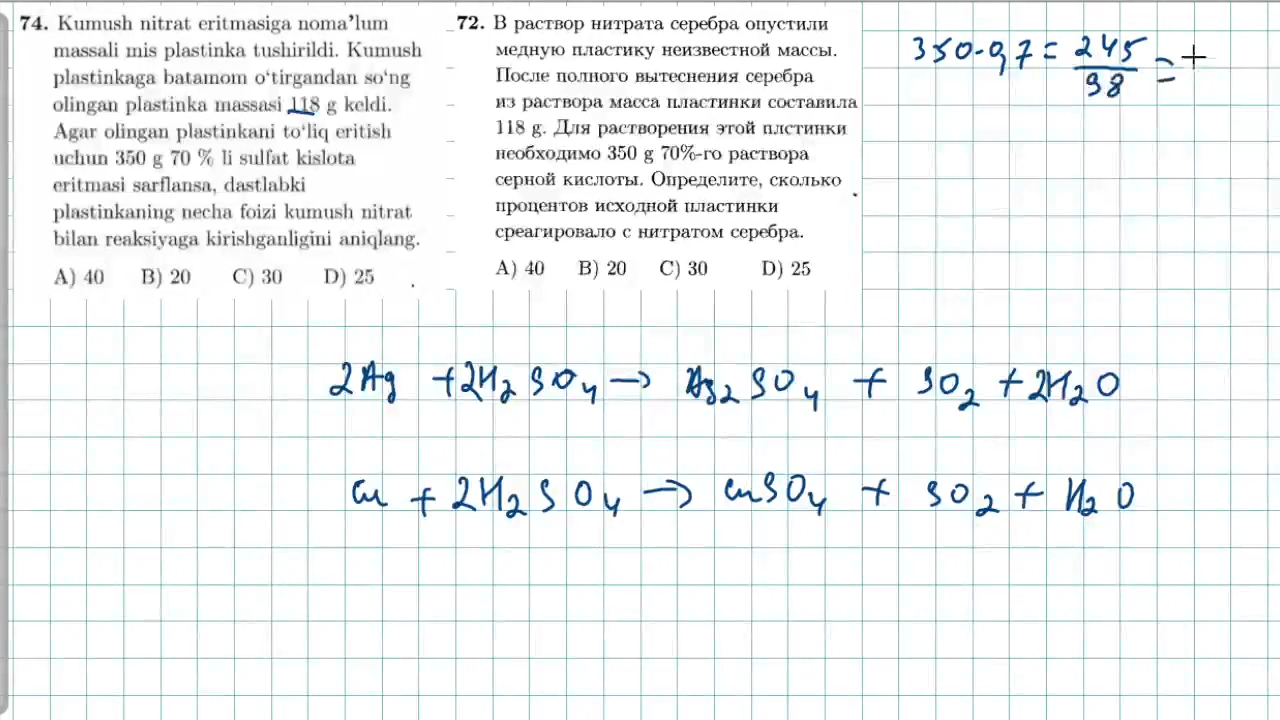 74. Kumush nitrat eritmasiga noma’lum
massali mis plastinka tushirildi. Kumush
plastinkaga batamom o‘tirgandan so‘ng
olingan plastinka massasi 118 g keldi.
Agar olingan plastinkani to‘liq eritish
uchun 350 g 70 % li sulfat kislota
eritmasi sarflansa, dastlabki
plastinkaning necha foizi kumush nitrat
bilan reaksiyaga kirishganligini aniqlang.
A) 40 B) 20 C) 30 D) 25
72. В раствор нитрата серебра опустили
медную пластику неизвестной массы.
После полного вытеснения серебра
из раствора масса пластинки составила
118 g. Для растворения этой плстинки
необходимо 350 g 70%-го раствора
серной кислоты. Определите, сколько
процентов исходной пластинки
среагировало с нитратом серебра.
A) 40 B) 20 C) 30 D) 25
350·0,7 = 245/98 =
2Ag + 2H2SO4 → Ag2SO4 + SO2 + 2H2O
Cu + 2H2SO4 → CuSO4 + SO2 + H2O